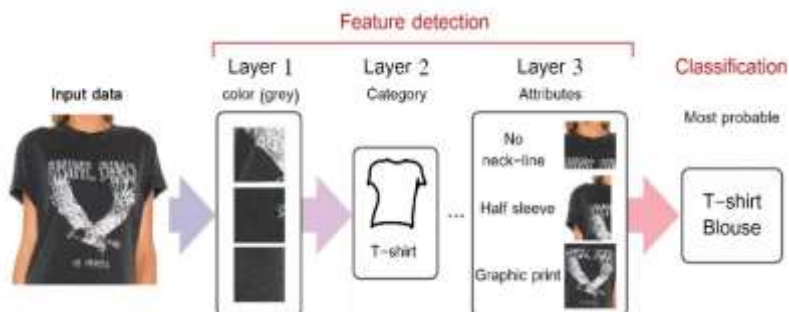 Feature detection
Layer 1
Layer 2
Layer 3
Classification
Input data
color (grey)
Category
Attributes
Most probable
No
neck-line
Half sleeve
Graphic print
T-shirt
...
T-shirt
Blouse